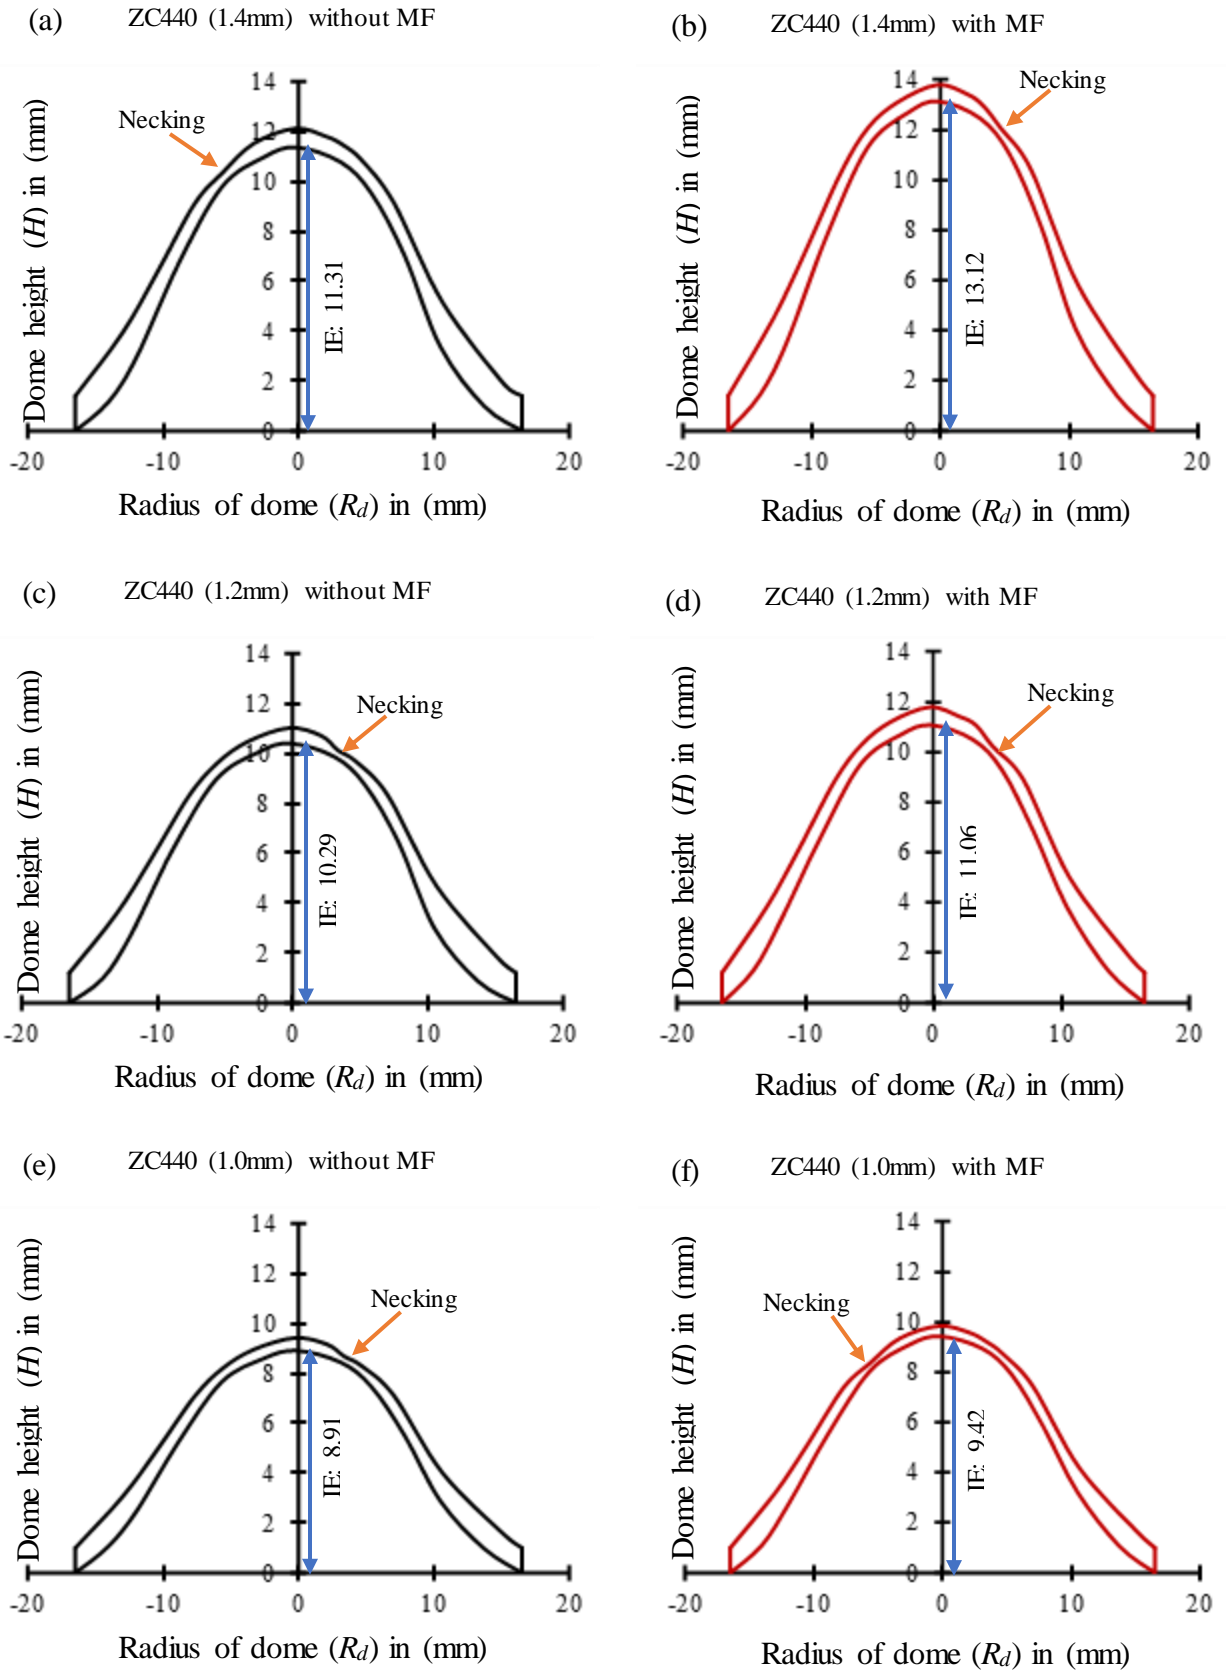 (a) ZC440 (1.4mm) without MF
Dome height (H) in (mm)
14
12
10
8
6
4
2
0
Necking
IE: 11.31
-20 -10 0 10 20
Radius of dome (Rd) in (mm)
(b) ZC440 (1.4mm) with MF
Dome height (H) in (mm)
14
12
10
8
6
4
2
0
Necking
IE: 13.12
-20 -10 0 10 20
Radius of dome (Rd) in (mm)
(c) ZC440 (1.2mm) without MF
Dome height (H) in (mm)
14
12
10
8
6
4
2
0
Necking
IE: 10.29
-20 -10 0 10 20
Radius of dome (Rd) in (mm)
(d) ZC440 (1.2mm) with MF
Dome height (H) in (mm)
14
12
10
8
6
4
2
0
Necking
IE: 11.06
-20 -10 0 10 20
Radius of dome (Rd) in (mm)
(e) ZC440 (1.0mm) without MF
Dome height (H) in (mm)
14
12
10
8
6
4
2
0
Necking
IE: 8.91
-20 -10 0 10 20
Radius of dome (Rd) in (mm)
(f) ZC440 (1.0mm) with MF
Dome height (H) in (mm)
14
12
10
8
6
4
2
0
Necking
IE: 9.42
-20 -10 0 10 20
Radius of dome (Rd) in (mm)